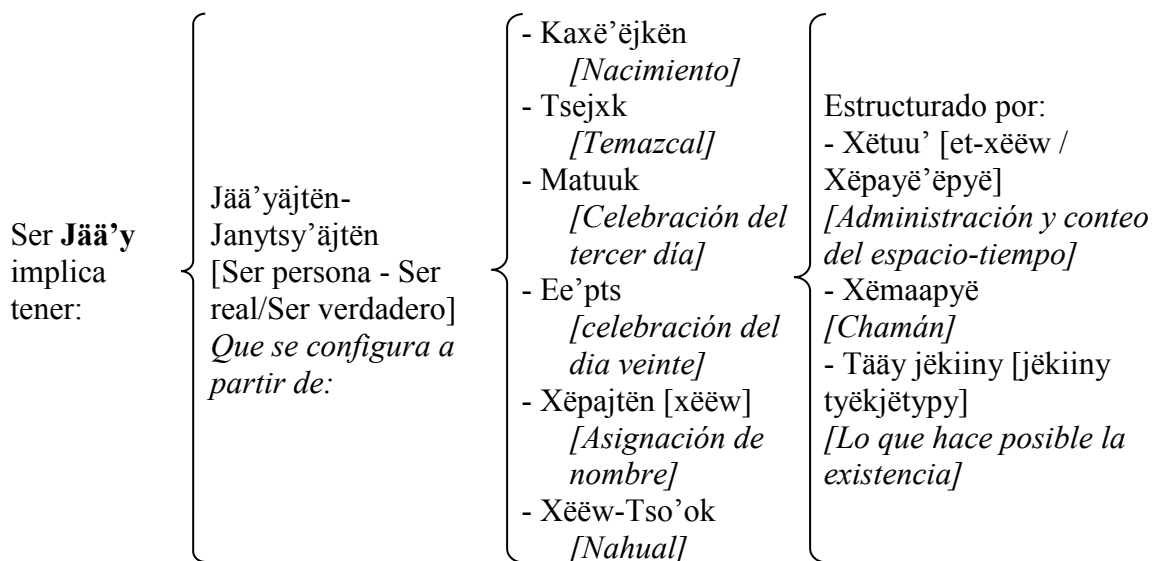 Ser Jää’y
implica
tener:
Jää’yäjtën-
Janytsy’äjtën
[Ser persona - Ser
real/Ser verdadero]
Que se configura a
partir de:
- Kaxë’ëjkën
[Nacimiento]
- Tsejxk
[Temazcal]
- Matuuk
[Celebración del
tercer día]
- Ee’pts
[celebración del
dia veinte]
- Xëpajtën [xëëw]
[Asignación de
nombre]
- Xëëw-Tso’ok
[Nahual]
Estructurado por:
- Xëtuu’ [et-xëëw /
Xëpayë’ëpyë]
[Administración y conteo
del espacio-tiempo]
- Xëmaapyë
[Chamán]
- Tääy jëkiiny [jëkiiny
tyëkjëtypy]
[Lo que hace posible la
existencia]